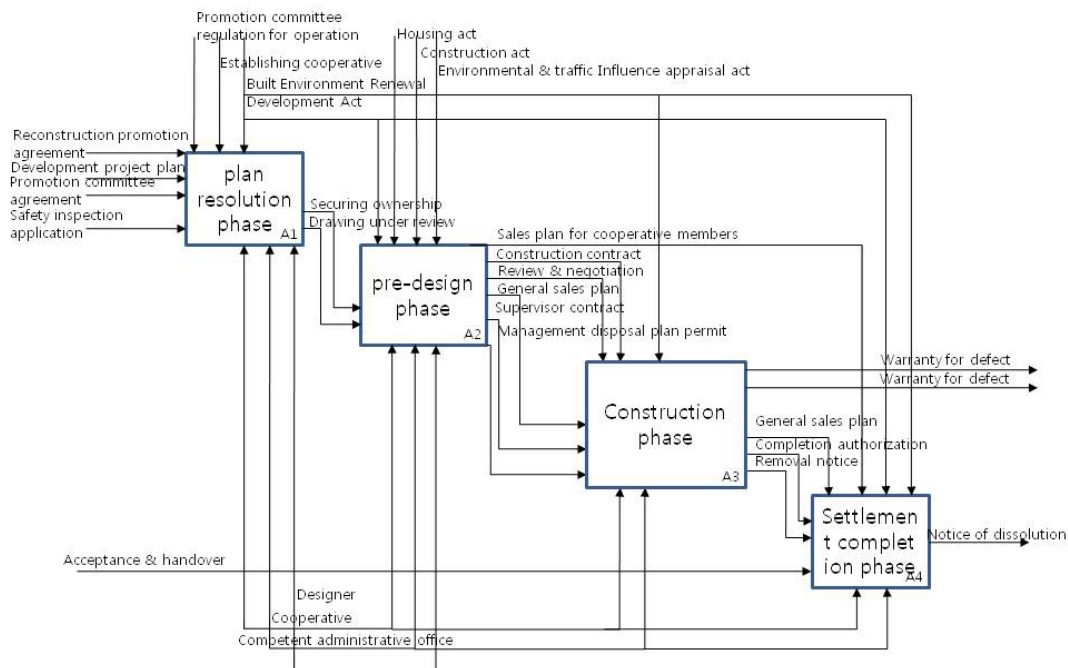 Promotion committee
regulation for operation
Housing act
Construction act
Establishing cooperative
Environmental & traffic Influence appraisal act
Built Environment Renewal
Development Act
Reconstruction promotion
agreement
Development project plan
Promotion committee
agreement
Safety inspection
application
plan
resolution
phase
A1
Securing ownership
Drawing under review
Sales plan for cooperative members
Construction contract
Review & negotiation
General sales plan
Supervisor contract
Management disposal plan permit
pre-design
phase
A2
Warranty for defect
Warranty for defect
Construction
phase
A3
General sales plan
Completion authorization
Removal notice
Settlemen
t complet
ion phase
A4
Notice of dissolution
Acceptance & handover
Designer
Cooperative
Competent administrative office